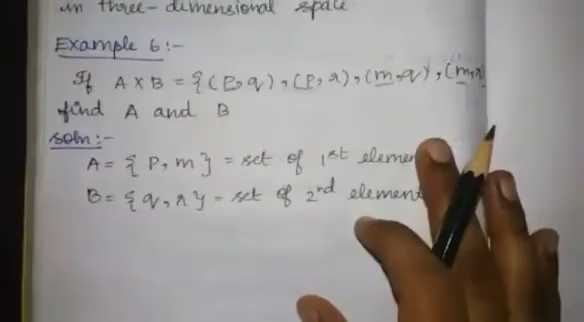 in three-dimensional space
Example 6:-
If A x B = {(P,q),(P,r),(m,q),(m,r
find A and B
soln:-
A = {P,m} = set of 1st elemen
B = {q,r} = set of 2nd element